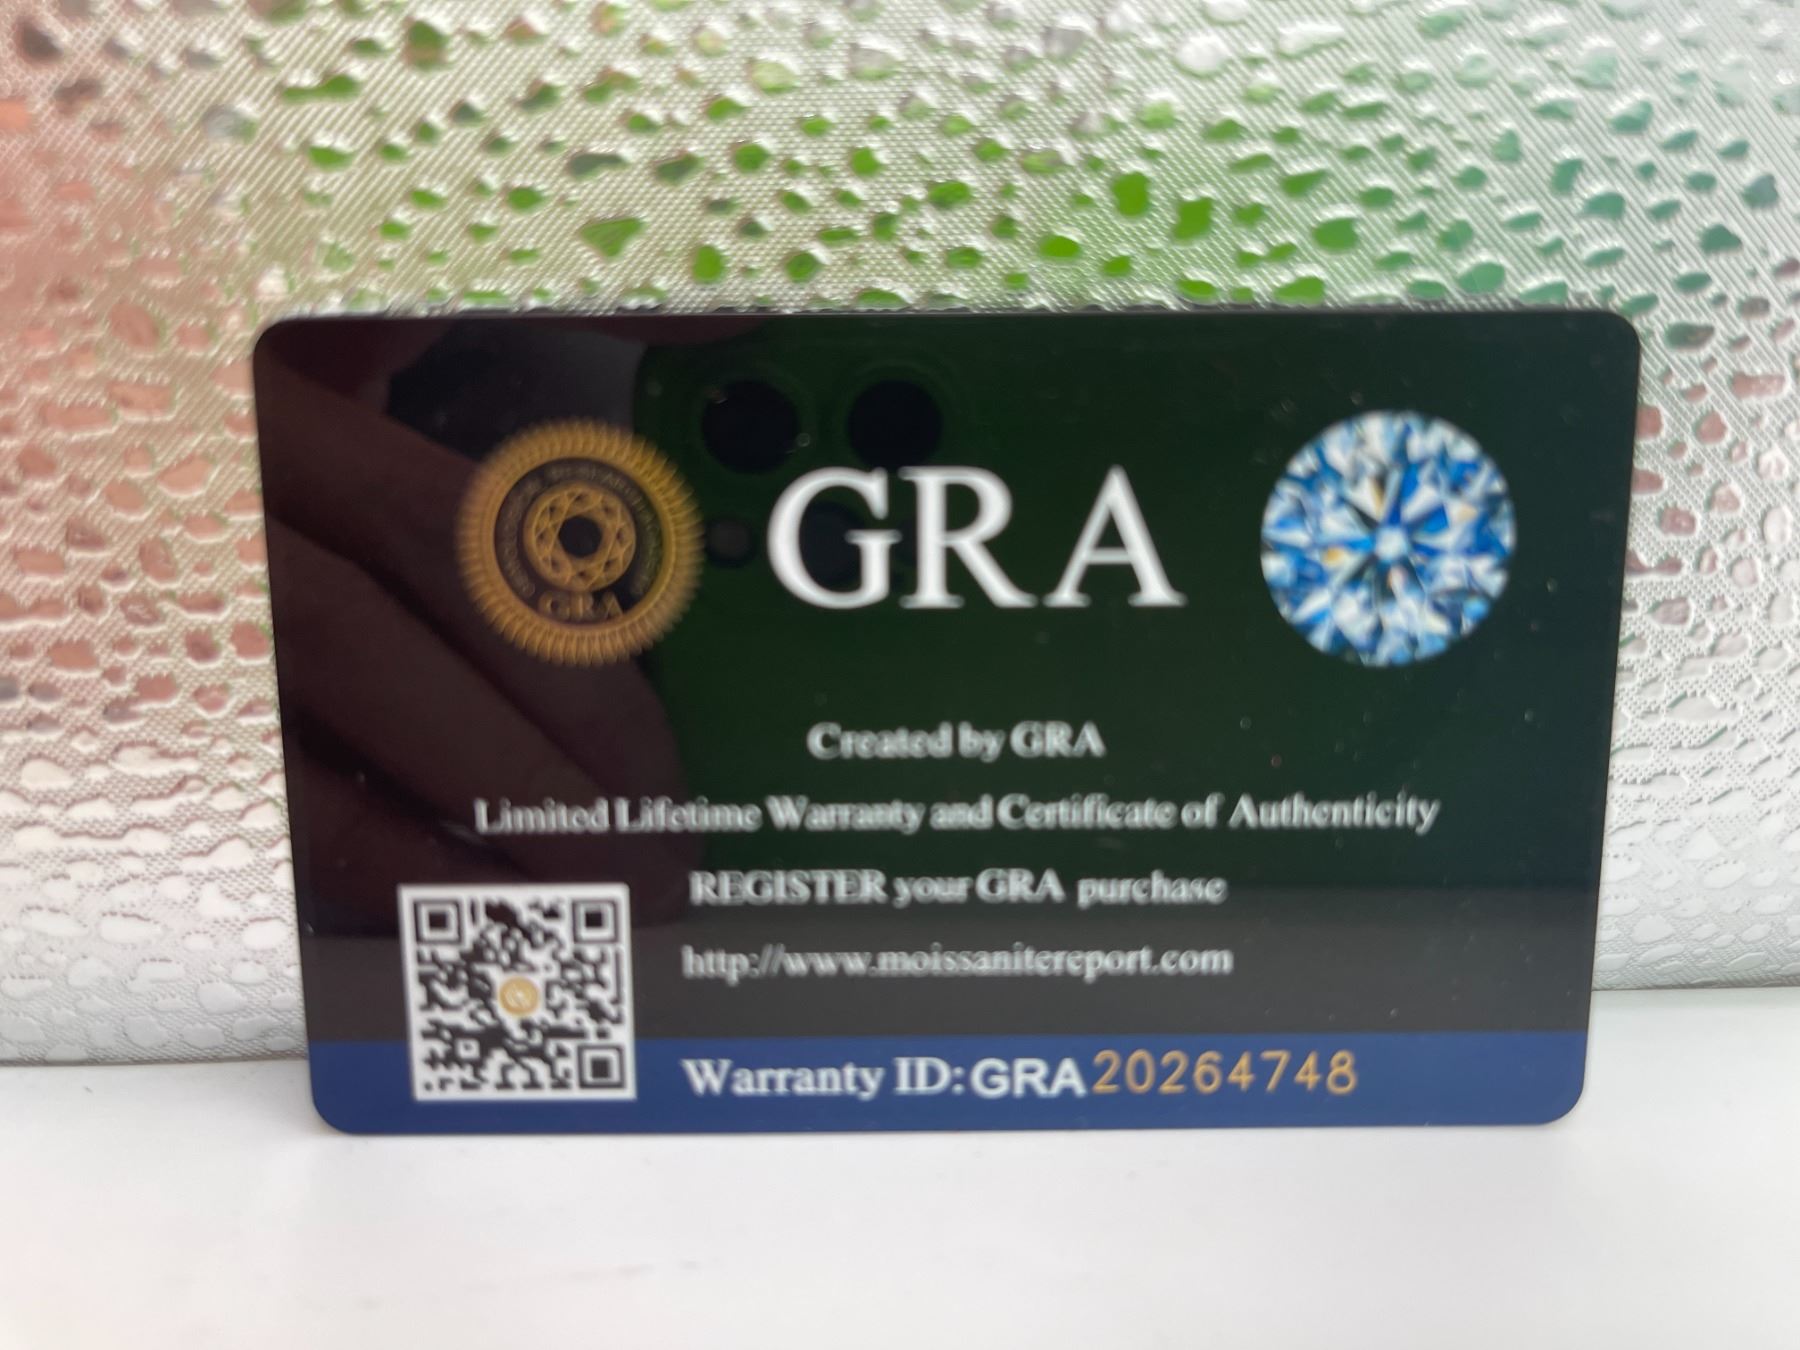 GRA
GRA
Created by GRA
Limited Lifetime Warranty and Certificate of Authenticity
REGISTER your GRA purchase
http://www.moissanitereport.com
Warranty ID:GRA20264748